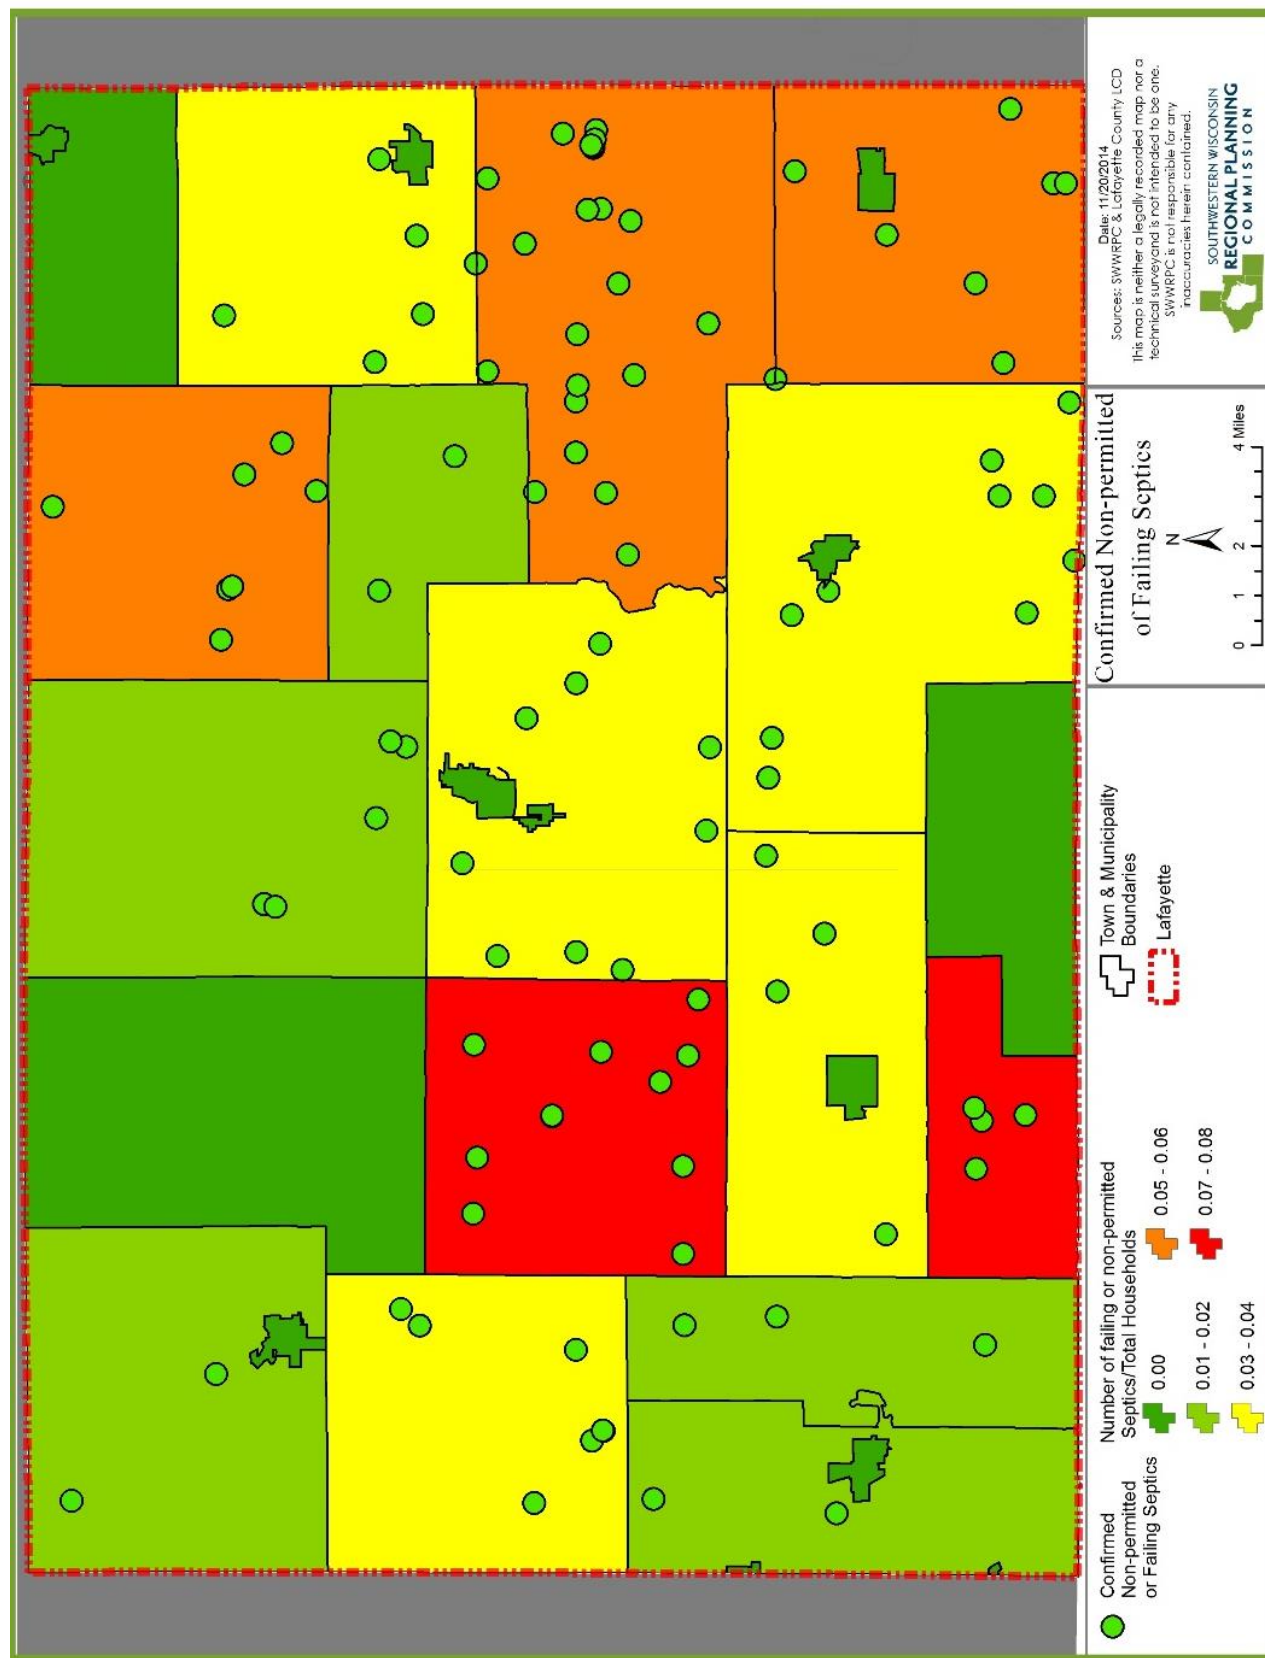 Confirmed
Non-permitted
or Failing Septics
Number of failing or non-permitted
Septics/Total Households
0.00
0.01 - 0.02
0.03 - 0.04
0.05 - 0.06
0.07 - 0.08
Town & Municipality
Boundaries
Lafayette
Confirmed Non-permitted
of Failing Septics
N
0 1 2 4 Miles
Date: 11/20/2014
Sources: SWWRPC & Lafayette County LCD
This map is neither a legally recorded map nor a
technical survey and is not intended to be one.
SWWRPC is not responsible for any
inaccuracies herein contained.
SOUTHWESTERN WISCONSIN
REGIONAL PLANNING
COMMISSION